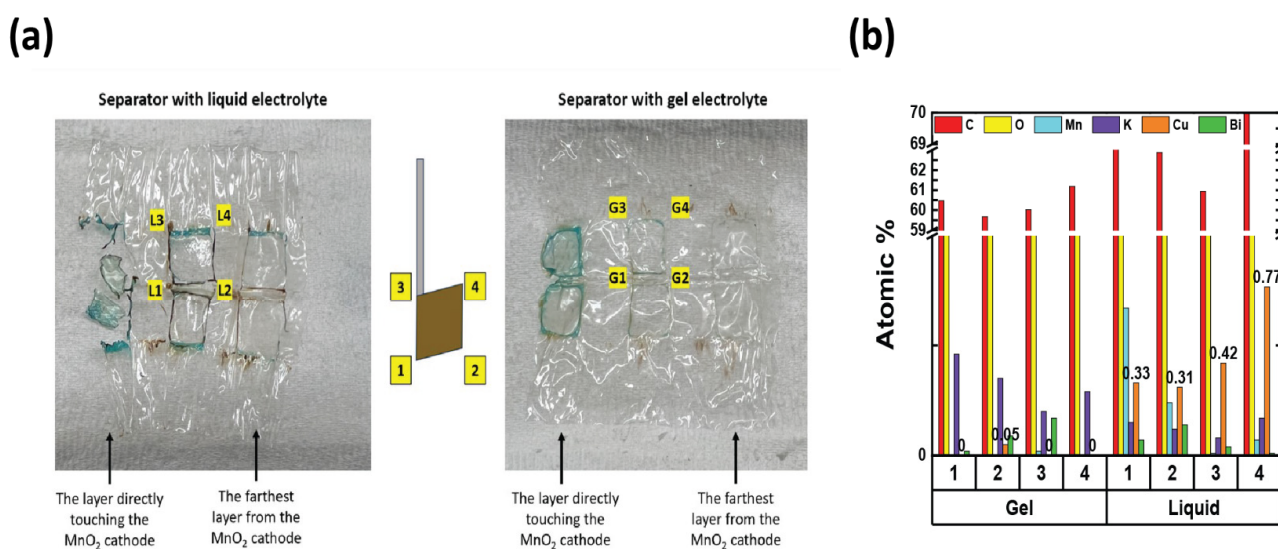 (a)
Separator with liquid electrolyte
L3
L4
L1
L2
The layer directly
touching the
MnO₂ cathode
The farthest
layer from the
MnO₂ cathode
3
4
1
2
Separator with gel electrolyte
G3
G4
G1
G2
The layer directly
touching the
MnO₂ cathode
The farthest
layer from the
MnO₂ cathode
(b)
Atomic %
70
69
62
61
60
59
0
C O Mn K Cu Bi
0
0.05
0
0
0.33
0.31
0.42
0.77
1 2 3 4 1 2 3 4
Gel Liquid